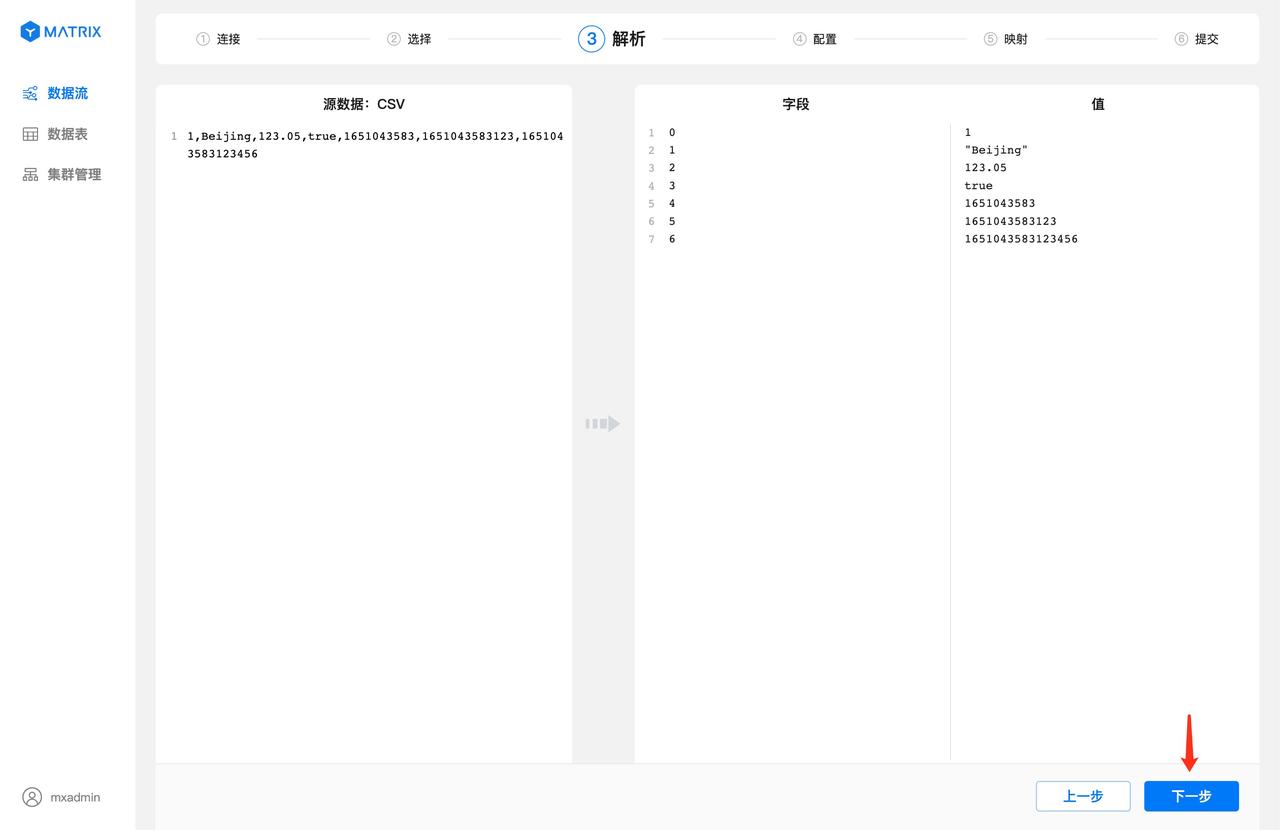 MATRIX
① 连接
② 选择
3 解析
④ 配置
⑤ 映射
⑥ 提交
数据流
数据表
集群管理
源数据：CSV
1 1,Beijing,123.05,true,1651043583,1651043583123,165104
3583123456
字段 值
1 0 1
2 1 "Beijing"
3 2 123.05
4 3 true
5 4 1651043583
6 5 1651043583123
7 6 1651043583123456
mxadmin
上一步
下一步